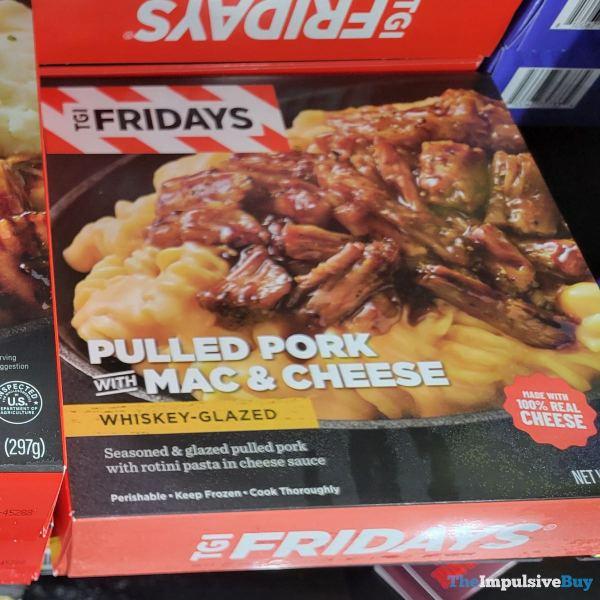 TGI FRIDAYS®
TGI FRIDAYS
PULLED PORK
WITH MAC & CHEESE
WHISKEY-GLAZED
Seasoned & glazed pulled pork
with rotini pasta in cheese sauce
Perishable • Keep Frozen • Cook Thoroughly
MADE WITH
100% REAL
CHEESE
NET
TGI FRIDAYS®
INSPECTED
U.S.
DEPARTMENT OF
AGRICULTURE
(297g)
-45288
TheImpulsiveBuy